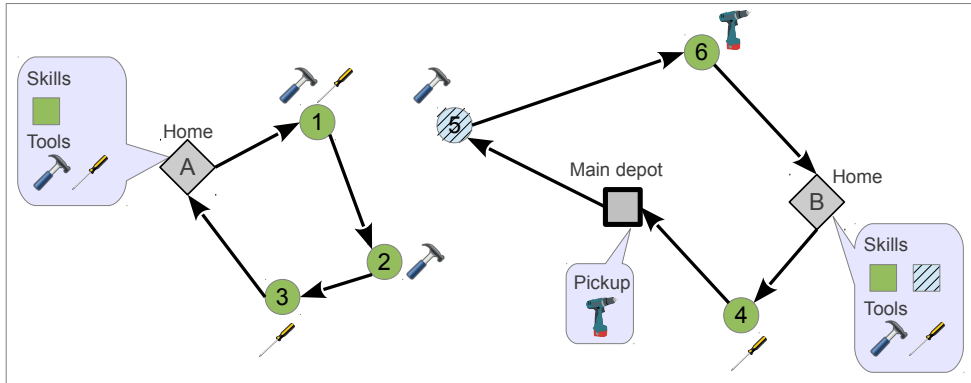 Skills
Tools
Home
A
1
2
3
5
6
Main depot
Pickup
4
B
Home
Skills
Tools